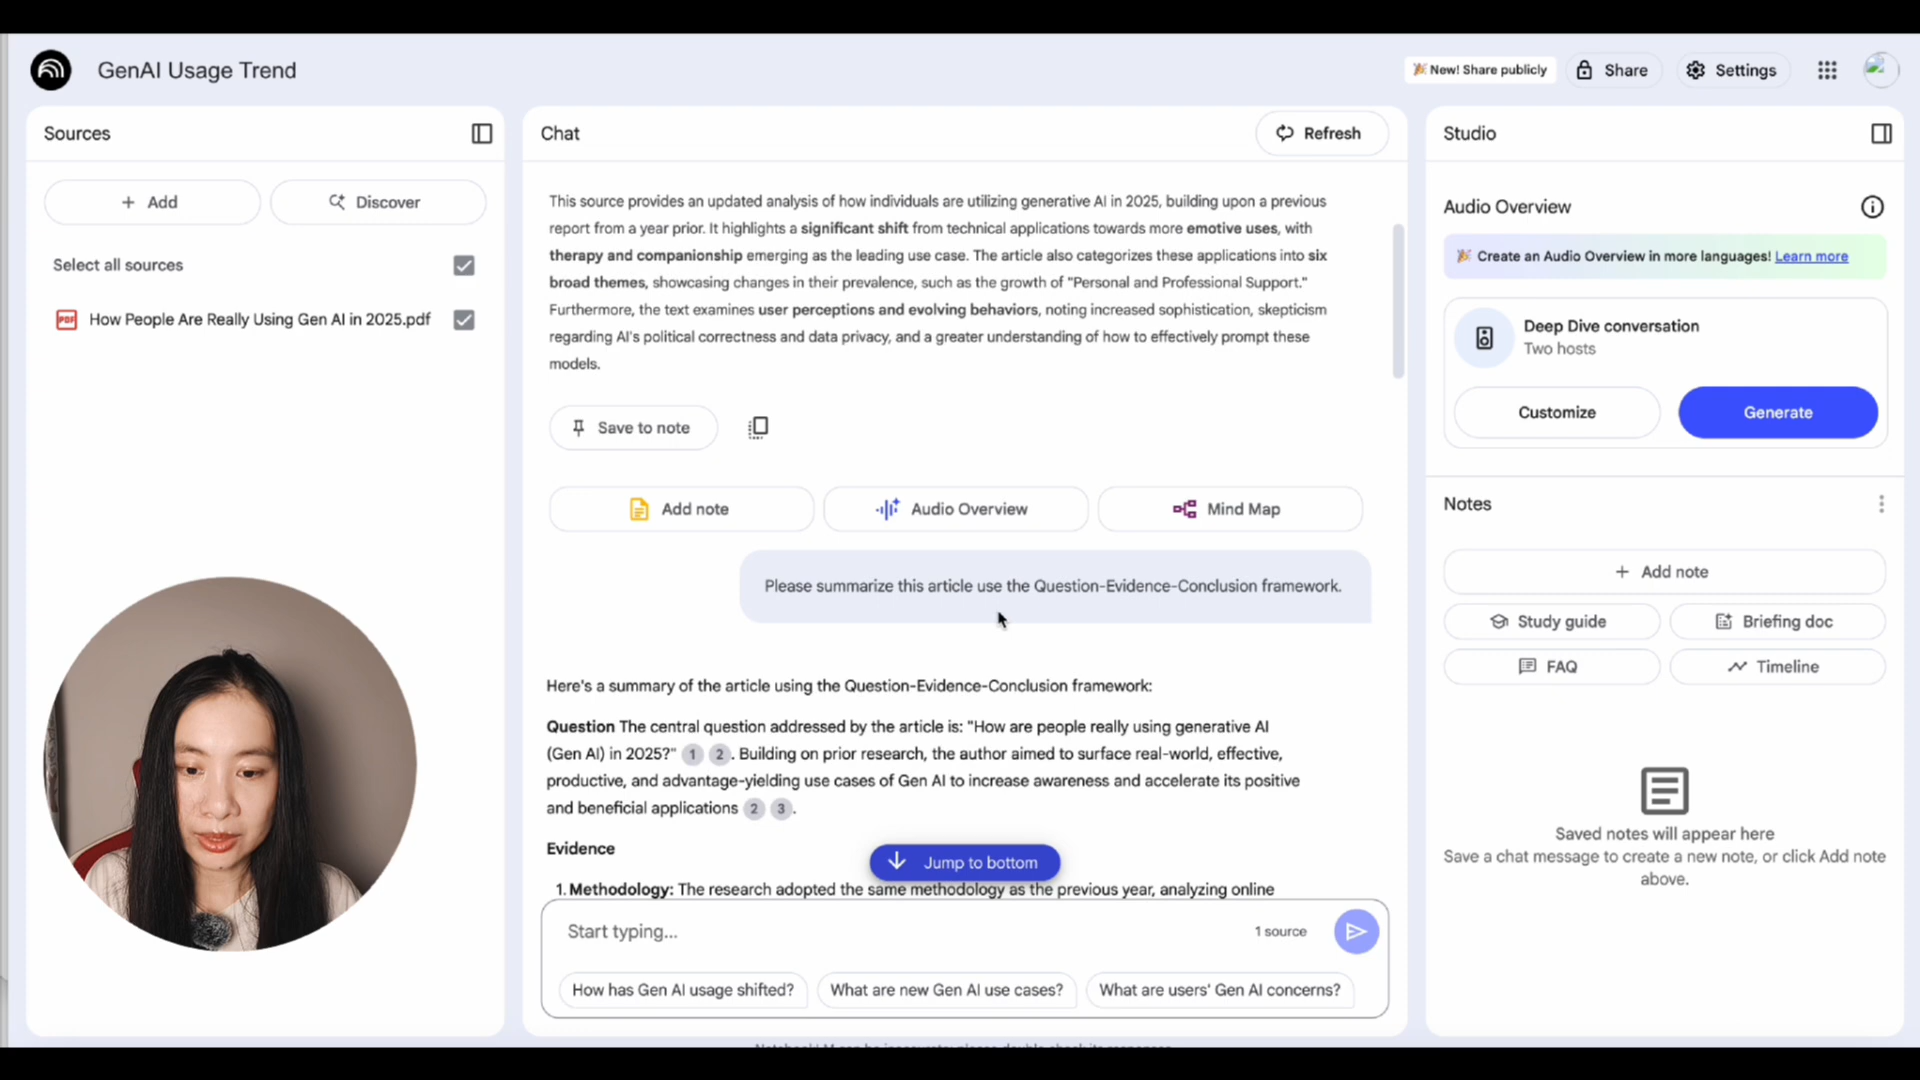 GenAI Usage Trend
New! Share publicly
Share
Settings
Sources
Add
Discover
Select all sources
PDF
How People Are Really Using Gen AI in 2025.pdf
Chat
Refresh
This source provides an updated analysis of how individuals are utilizing generative AI in 2025, building upon a previous
report from a year prior. It highlights a significant shift from technical applications towards more emotive uses, with
therapy and companionship emerging as the leading use case. The article also categorizes these applications into six
broad themes, showcasing changes in their prevalence, such as the growth of "Personal and Professional Support."
Furthermore, the text examines user perceptions and evolving behaviors, noting increased sophistication, skepticism
regarding AI's political correctness and data privacy, and a greater understanding of how to effectively prompt these
models.
Save to note
Add note
Audio Overview
Mind Map
Please summarize this article use the Question-Evidence-Conclusion framework.
Here's a summary of the article using the Question-Evidence-Conclusion framework:
Question The central question addressed by the article is: "How are people really using generative AI
(Gen AI) in 2025?" 1 2. Building on prior research, the author aimed to surface real-world, effective,
productive, and advantage-yielding use cases of Gen AI to increase awareness and accelerate its positive
and beneficial applications 2 3.
Evidence
Jump to bottom
1. Methodology: The research adopted the same methodology as the previous year, analyzing online
Start typing...
1 source
How has Gen AI usage shifted?
What are new Gen AI use cases?
What are users' Gen AI concerns?
Studio
Audio Overview
Create an Audio Overview in more languages! Learn more
Deep Dive conversation
Two hosts
Customize
Generate
Notes
Add note
Study guide
Briefing doc
FAQ
Timeline
Saved notes will appear here
Save a chat message to create a new note, or click Add note
above.